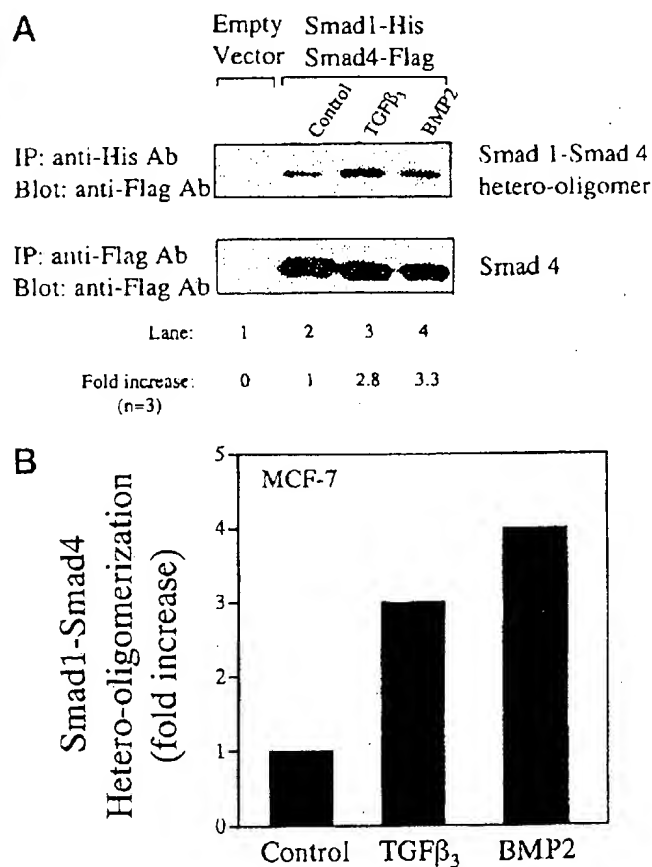 A
Empty Smad1-His
Vector Smad4-Flag
Control TGFβ₃ BMP2
IP: anti-His Ab Smad 1-Smad 4
Blot: anti-Flag Ab hetero-oligomer
IP: anti-Flag Ab Smad 4
Blot: anti-Flag Ab
Lane: 1 2 3 4
Fold increase: 0 1 2.8 3.3
(n=3)
B
MCF-7
Smad1-Smad4
Hetero-oligomerization
(fold increase)
5
4
3
2
1
0
Control TGFβ₃ BMP2